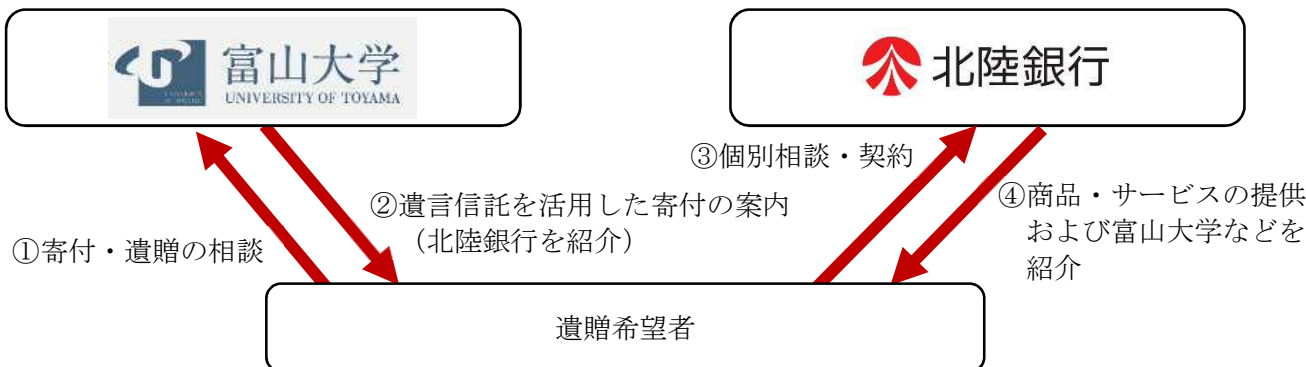 富山大学
UNIVERSITY OF TOYAMA
北陸銀行
③個別相談・契約
②遺言信託を活用した寄付の案内
（北陸銀行を紹介）
④商品・サービスの提供
および富山大学などを
紹介
①寄付・遺贈の相談
遺贈希望者